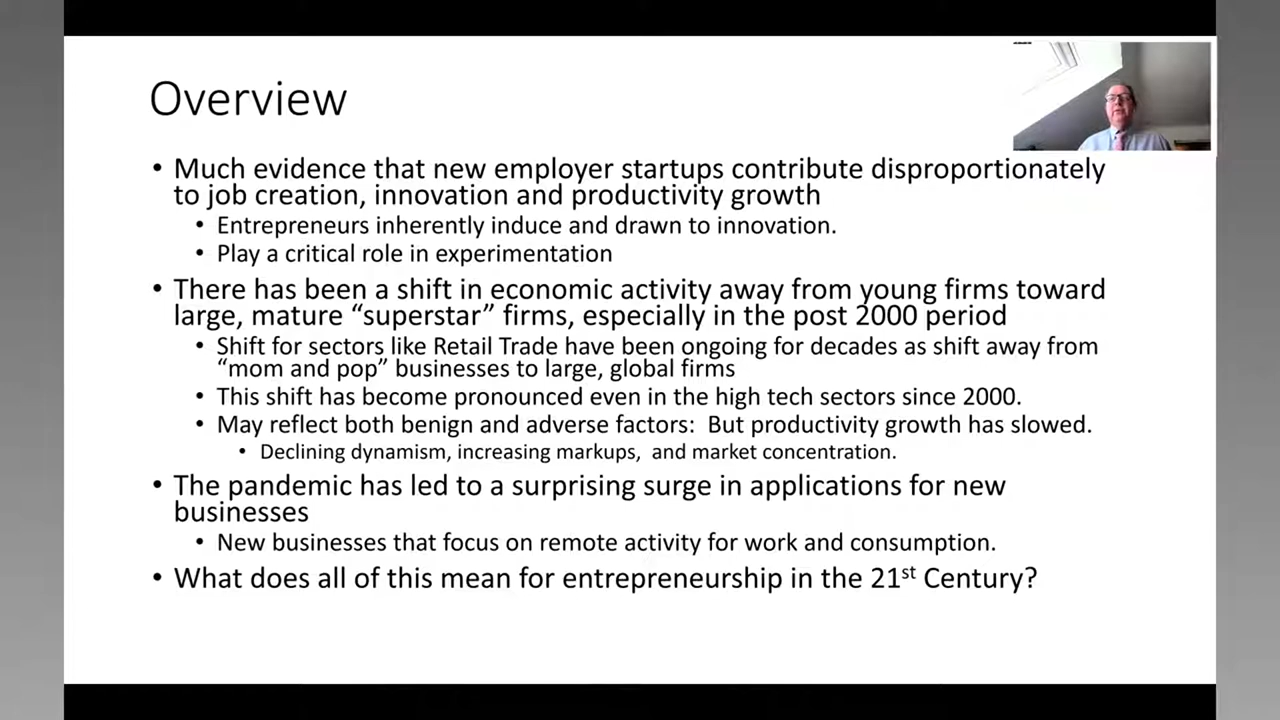 Overview
• Much evidence that new employer startups contribute disproportionately
to job creation, innovation and productivity growth
• Entrepreneurs inherently induce and drawn to innovation.
• Play a critical role in experimentation
• There has been a shift in economic activity away from young firms toward
large, mature “superstar” firms, especially in the post 2000 period
• Shift for sectors like Retail Trade have been ongoing for decades as shift away from
“mom and pop” businesses to large, global firms
• This shift has become pronounced even in the high tech sectors since 2000.
• May reflect both benign and adverse factors:  But productivity growth has slowed.
• Declining dynamism, increasing markups,  and market concentration.
• The pandemic has led to a surprising surge in applications for new
businesses
• New businesses that focus on remote activity for work and consumption.
• What does all of this mean for entrepreneurship in the 21st Century?